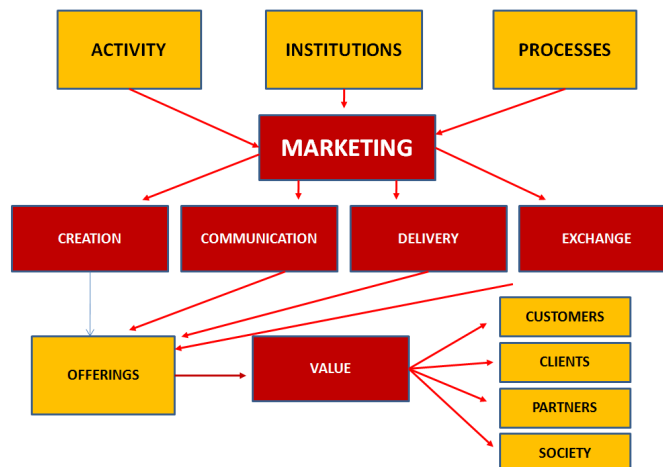 ACTIVITY
INSTITUTIONS
PROCESSES
MARKETING
CREATION
COMMUNICATION
DELIVERY
EXCHANGE
OFFERINGS
VALUE
CUSTOMERS
CLIENTS
PARTNERS
SOCIETY